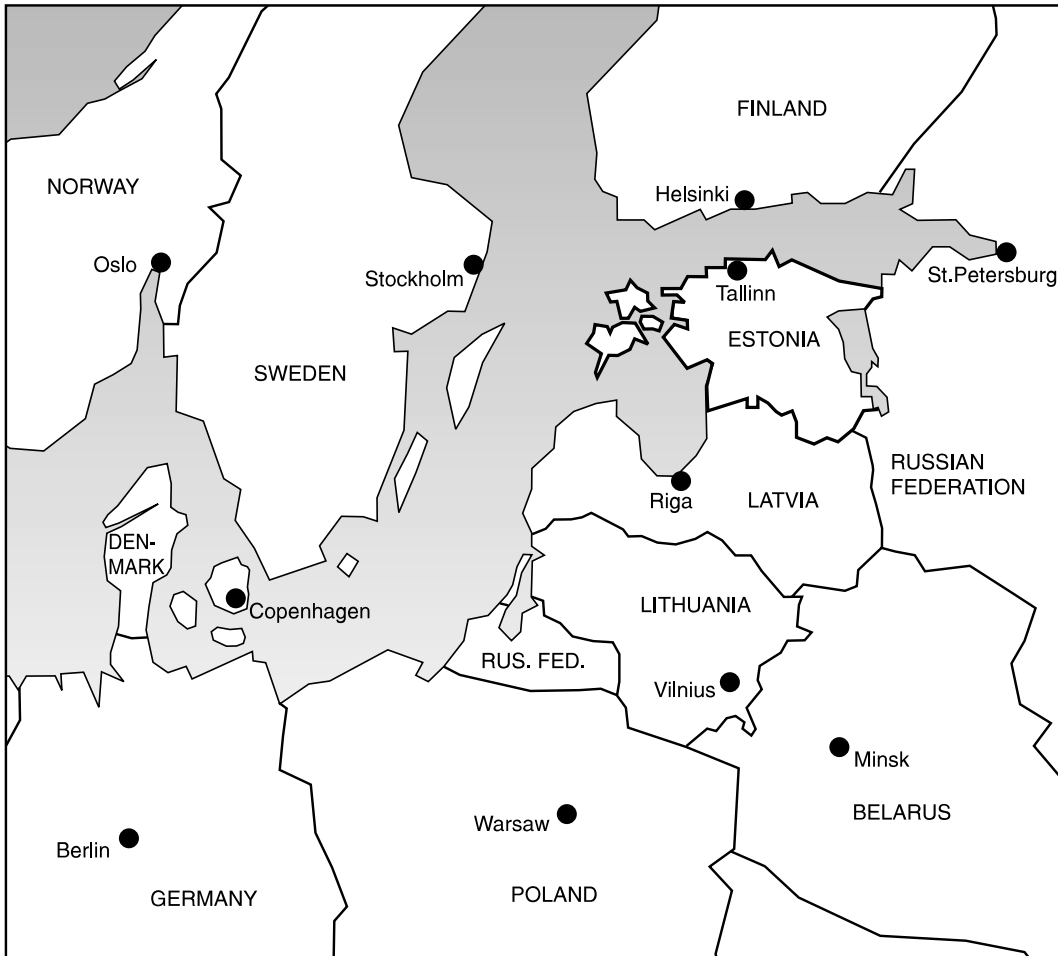 FINLAND
NORWAY
Helsinki
Oslo
Stockholm
St.Petersburg
Tallinn
ESTONIA
SWEDEN
RUSSIAN
FEDERATION
Riga
LATVIA
DEN-
MARK
Copenhagen
LITHUANIA
RUS. FED.
Vilnius
Minsk
BELARUS
Warsaw
Berlin
GERMANY
POLAND